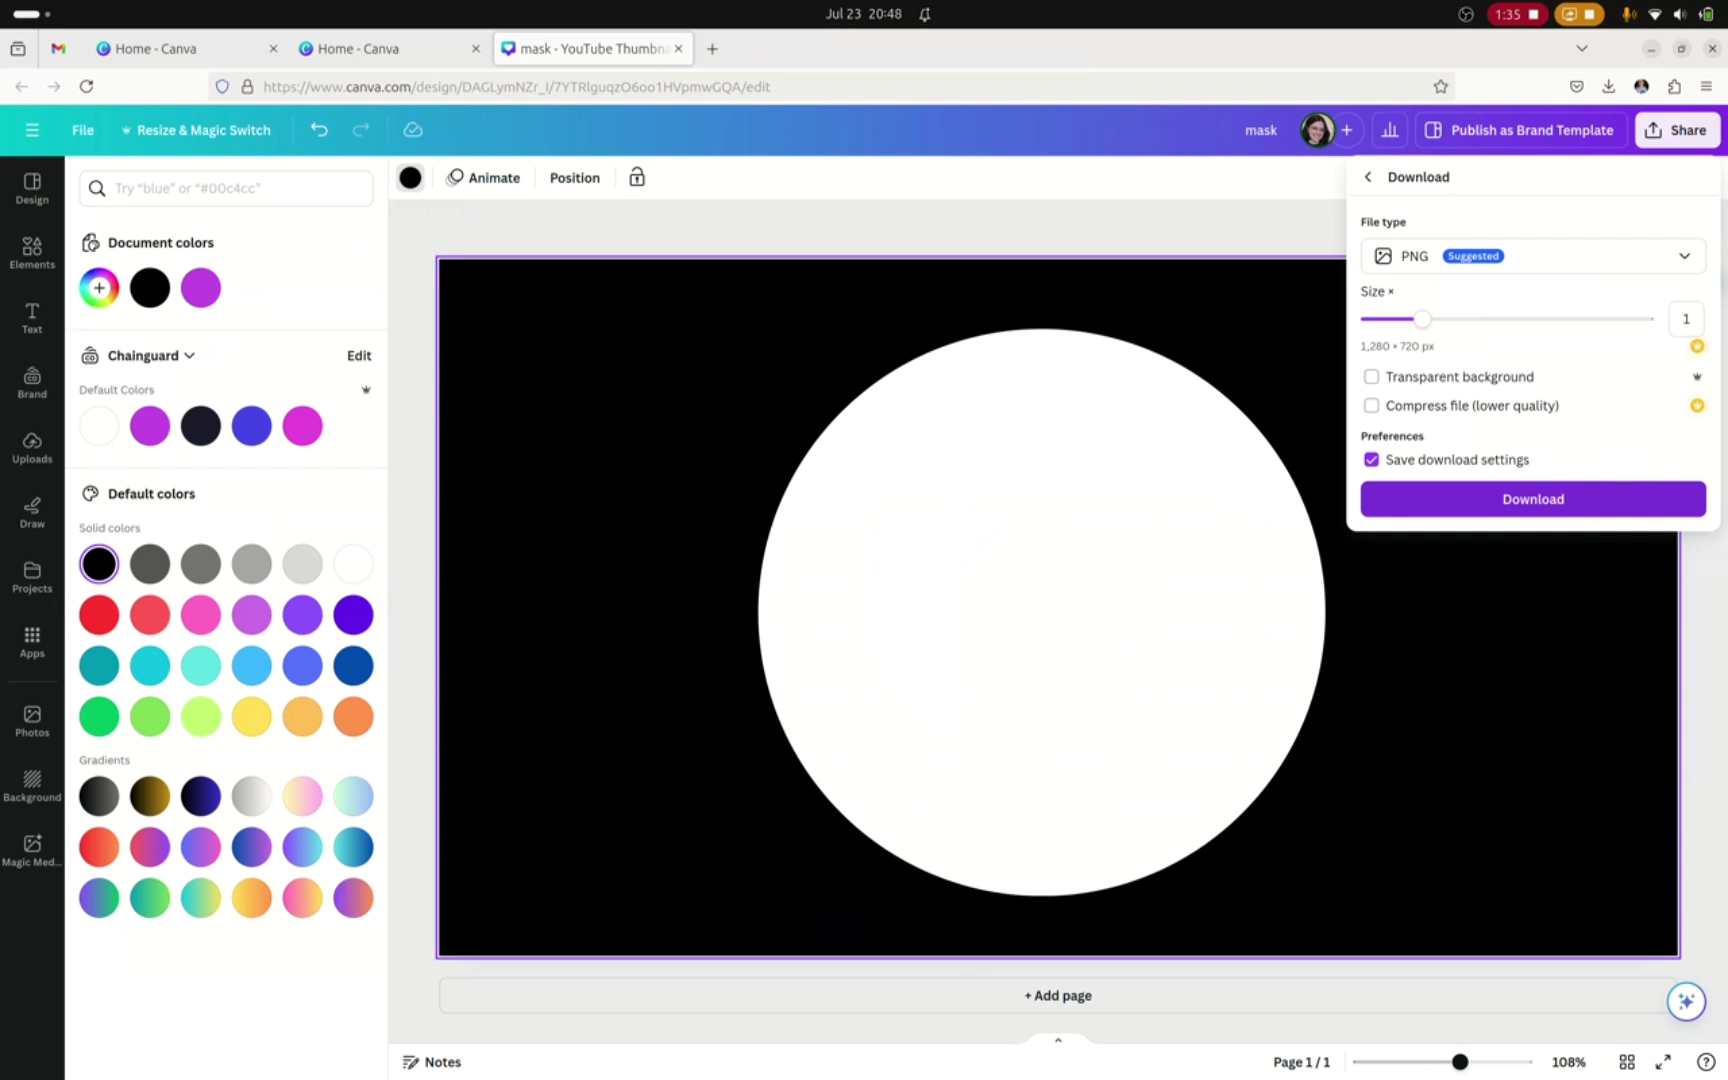 Jul 23 20:48
1:35
Home - Canva
Home - Canva
mask - YouTube Thumbna
https://www.canva.com/design/DAGLymNZr_I/7YTRlguqzO6oo1HVpmwGQA/edit
File
Resize & Magic Switch
mask
Publish as Brand Template
Share
Design
Elements
Text
Brand
Uploads
Draw
Projects
Apps
Photos
Background
Magic Med...
Try “blue” or “#00c4cc”
Document colors
Chainguard
Edit
Default Colors
Default colors
Solid colors
Gradients
Animate
Position
Download
File type
PNG
Suggested
Size ×
1
1,280 × 720 px
Transparent background
Compress file (lower quality)
Preferences
Save download settings
Download
+ Add page
Notes
Page 1 / 1
108%